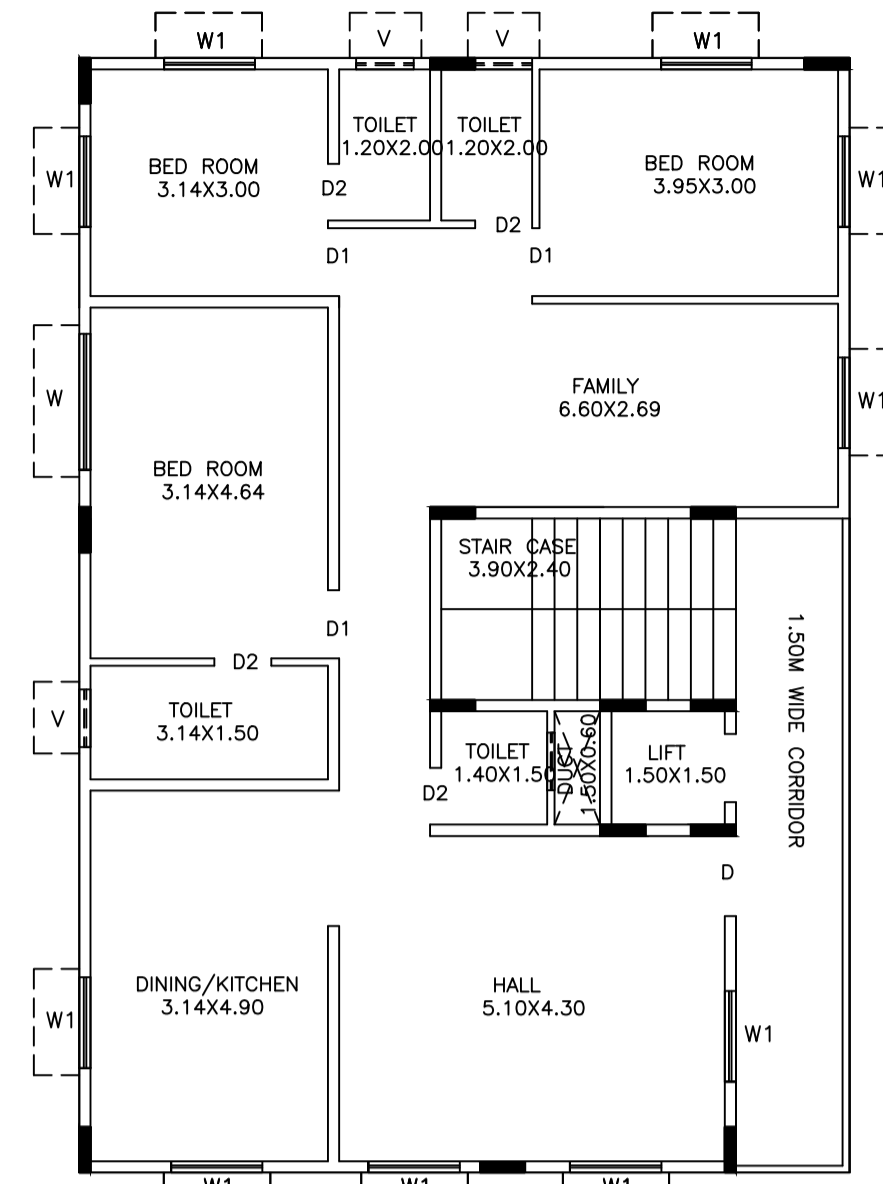 W1
V
V
W1
TOILET
1.20X2.00
TOILET
1.20X2.00
BED ROOM
3.14X3.00
BED ROOM
3.95X3.00
W1
W1
D2
D2
D1
D1
FAMILY
6.60X2.69
W
W1
BED ROOM
3.14X4.64
STAIR CASE
3.90X2.40
D1
D2
1.50M WIDE CORRIDOR
TOILET
3.14X1.50
V
TOILET
1.40X1.50
DUCT
1.50X0.60
LIFT
1.50X1.50
D2
D
DINING/KITCHEN
3.14X4.90
HALL
5.10X4.30
W1
W1
W1
W1
W1